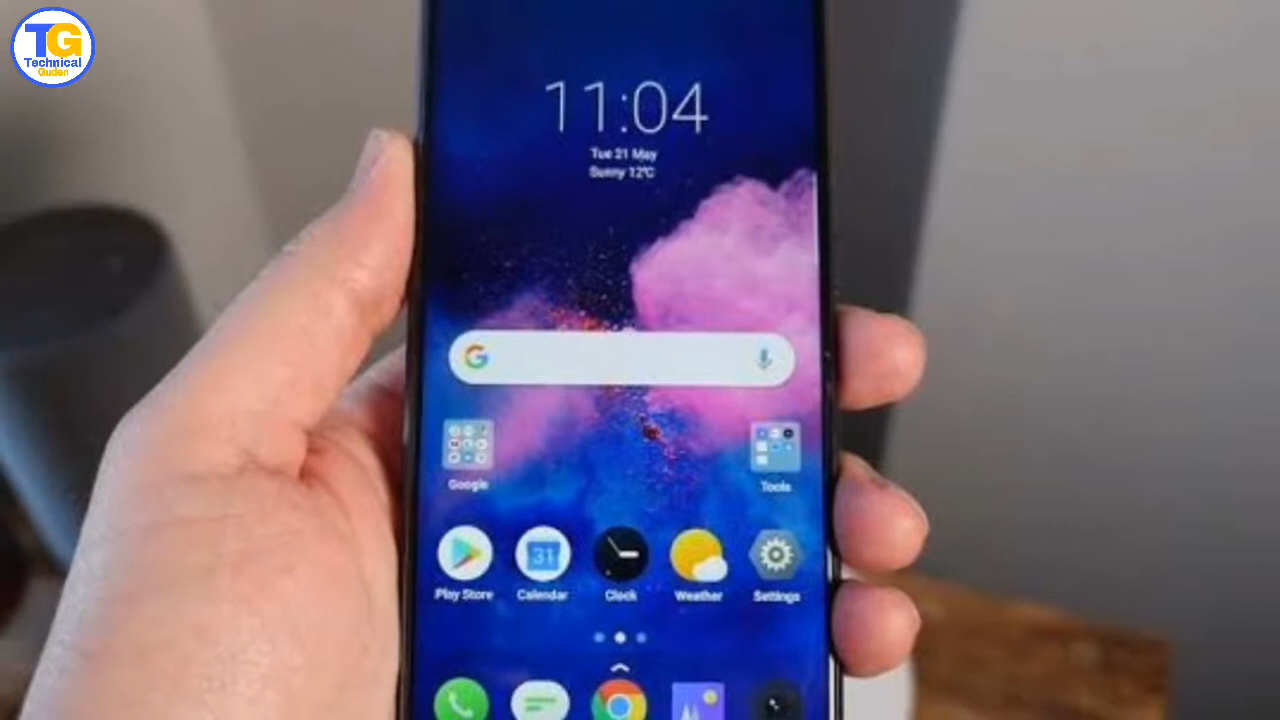 TG
Technical
Guden
11:04
Tue 21 May
Sunny 12°C
G
Google
Tools
31
Play Store
Calendar
Clock
Weather
Settings